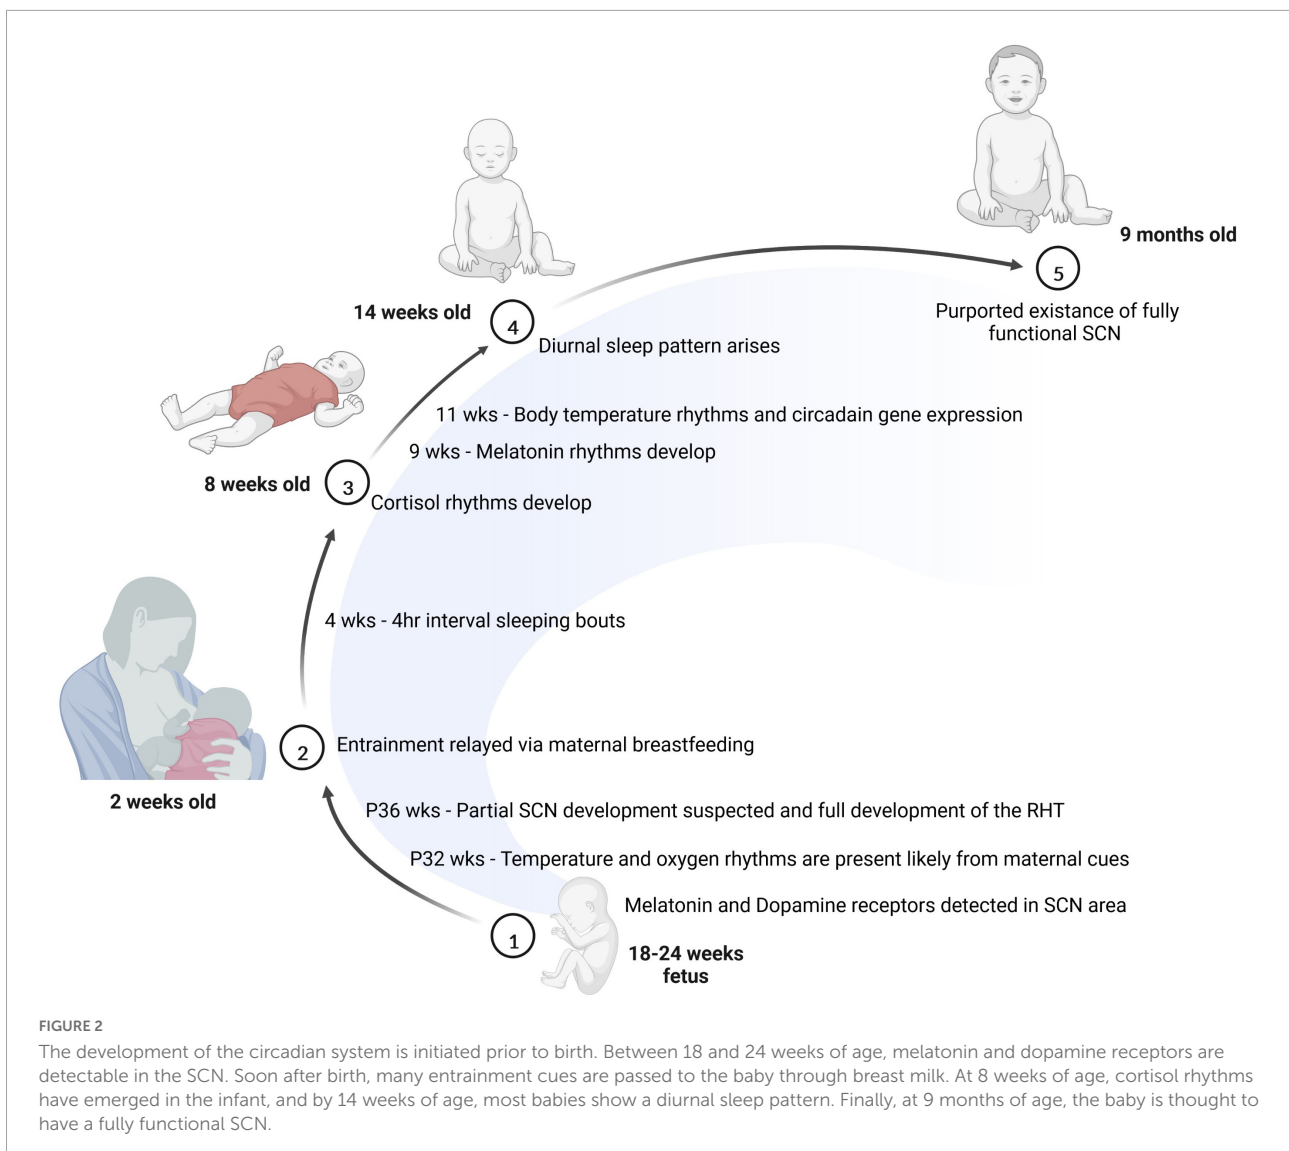 9 months old
5
Purported existance of fully
functional SCN
14 weeks old
4
Diurnal sleep pattern arises
11 wks - Body temperature rhythms and circadain gene expression
9 wks - Melatonin rhythms develop
8 weeks old
3
Cortisol rhythms develop
4 wks - 4hr interval sleeping bouts
2
Entrainment relayed via maternal breastfeeding
2 weeks old
P36 wks - Partial SCN development suspected and full development of the RHT
P32 wks - Temperature and oxygen rhythms are present likely from maternal cues
Melatonin and Dopamine receptors detected in SCN area
1
18-24 weeks
fetus
FIGURE 2
The development of the circadian system is initiated prior to birth. Between 18 and 24 weeks of age, melatonin and dopamine receptors are
detectable in the SCN. Soon after birth, many entrainment cues are passed to the baby through breast milk. At 8 weeks of age, cortisol rhythms
have emerged in the infant, and by 14 weeks of age, most babies show a diurnal sleep pattern. Finally, at 9 months of age, the baby is thought to
have a fully functional SCN.